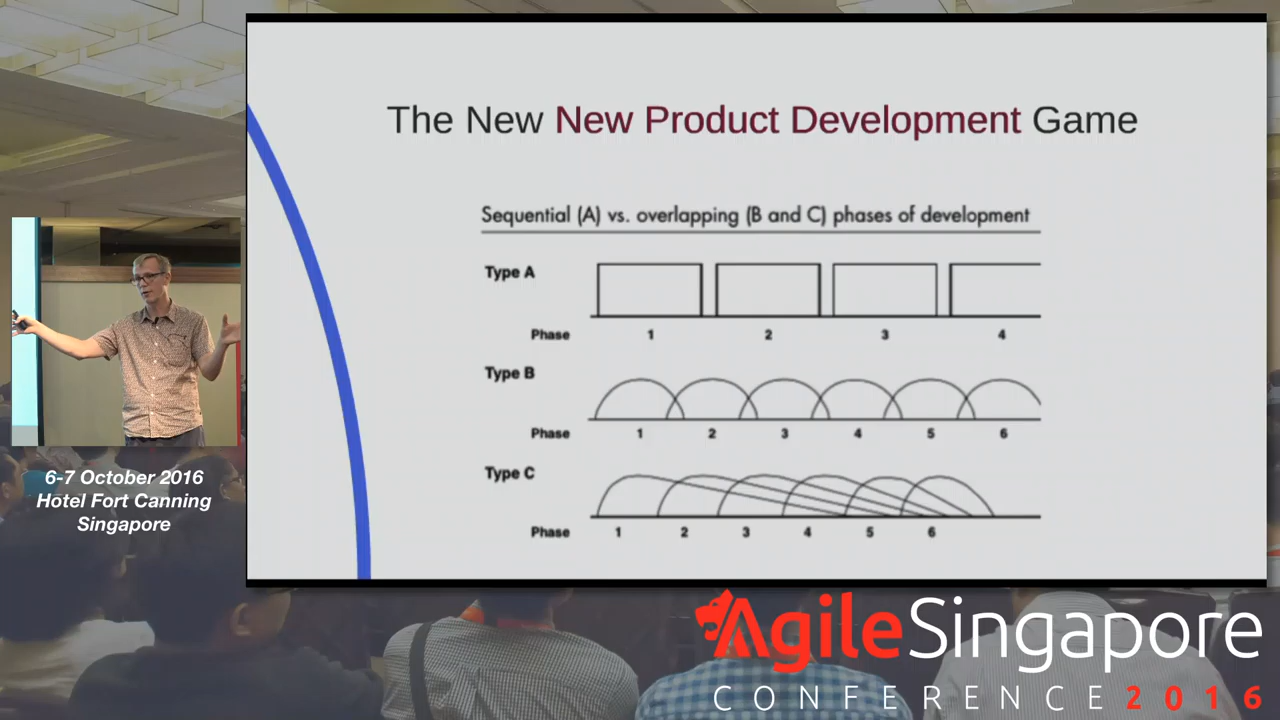 The New New Product Development Game
Sequential (A) vs. overlapping (B and C) phases of development
Type A
Phase 1 2 3 4
Type B
Phase 1 2 3 4 5 6
Type C
Phase 1 2 3 4 5 6
6-7 October 2016
Hotel Fort Canning
Singapore
AgileSingapore
CONFERENCE 2016